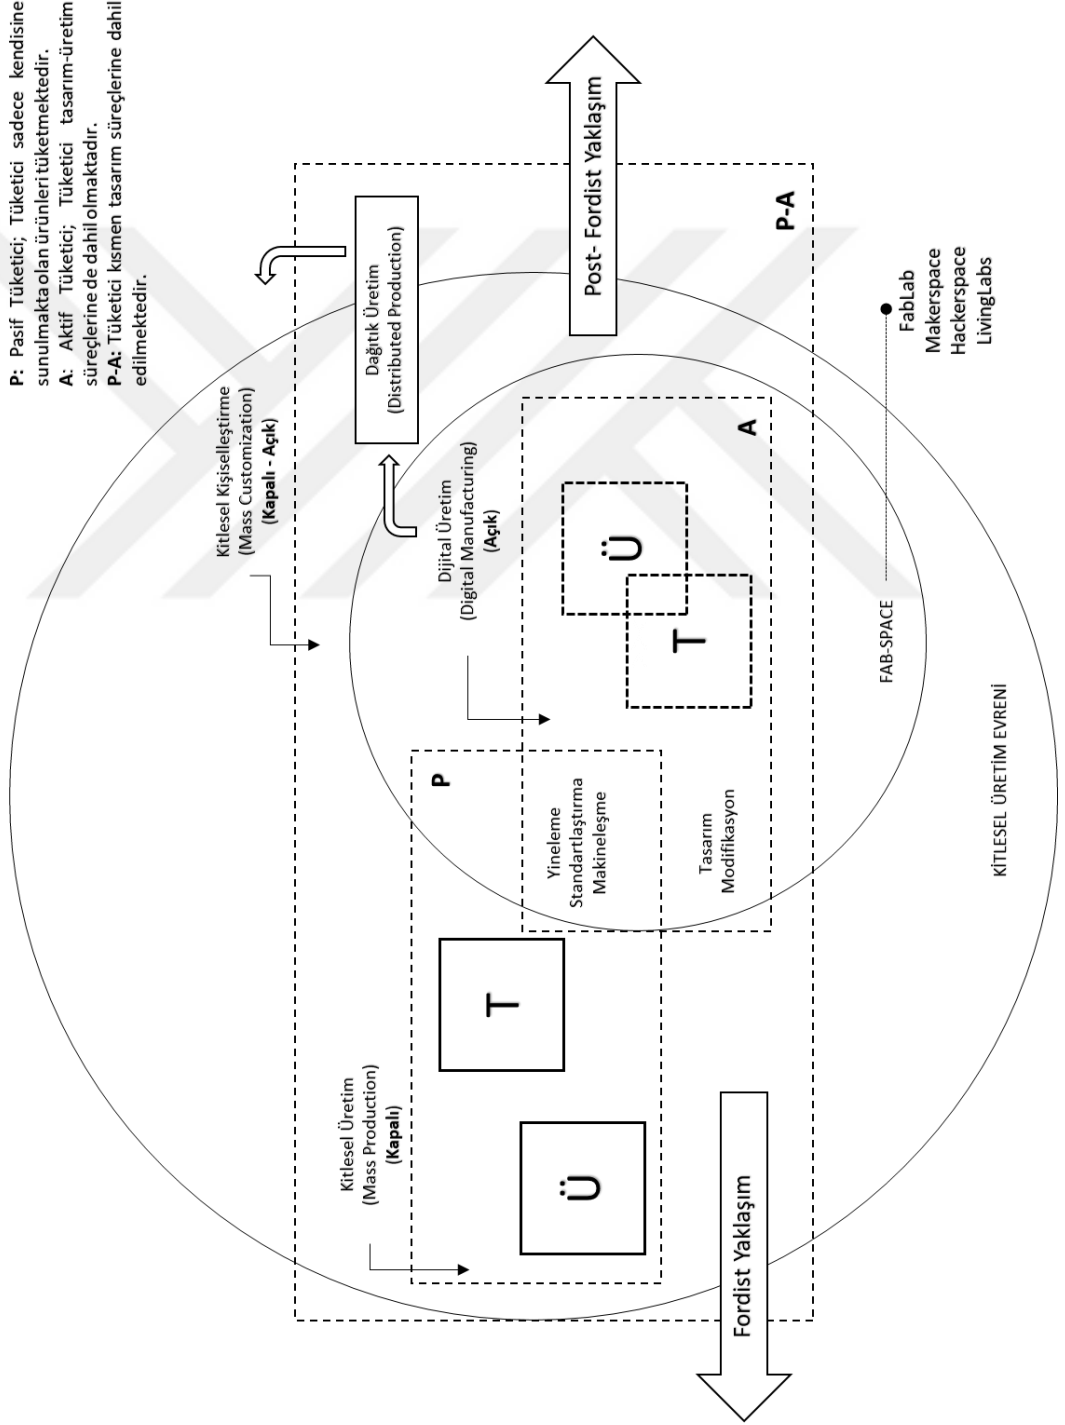 P: Pasif Tüketici; Tüketici sadece kendisine
sunulmakta olan ürünleri tüketmektedir.
A: Aktif Tüketici; Tüketici tasarım-üretim
süreçlerine de dahil olmaktadır.
P-A: Tüketici kısmen tasarım süreçlerine dahil
edilmektedir.
Kitlesel Kişiselleştirme
(Mass Customization)
(Kapalı - Açık)
Kitlesel Üretim
(Mass Production)
(Kapalı)
Dağıtık Üretim
(Distributed Production)
Dijital Üretim
(Digital Manufacturing)
(Açık)
P
T
Ü
Yineleme
Standartlaştırma
Makineleşme
Ü
T
A
Tasarım
Modifikasyon
Post- Fordist Yaklaşım
P-A
Fordist Yaklaşım
FAB-SPACE
FabLab
Makerspace
Hackerspace
LivingLabs
KİTLESEL ÜRETİM EVRENİ